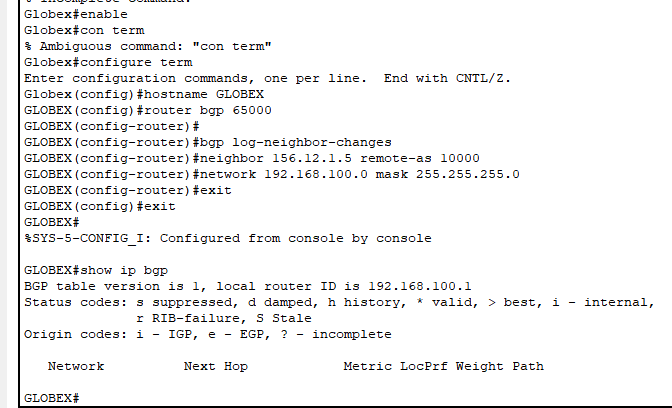 % Incomplete command.
Globex#enable
Globex#con term
% Ambiguous command: "con term"
Globex#configure term
Enter configuration commands, one per line.  End with CNTL/Z.
Globex(config)#hostname GLOBEX
GLOBEX(config)#router bgp 65000
GLOBEX(config-router)#
GLOBEX(config-router)#bgp log-neighbor-changes
GLOBEX(config-router)#neighbor 156.12.1.5 remote-as 10000
GLOBEX(config-router)#network 192.168.100.0 mask 255.255.255.0
GLOBEX(config-router)#exit
GLOBEX(config)#exit
GLOBEX#
%SYS-5-CONFIG_I: Configured from console by console
GLOBEX#show ip bgp
BGP table version is 1, local router ID is 192.168.100.1
Status codes: s suppressed, d damped, h history, * valid, > best, i - internal,
              r RIB-failure, S Stale
Origin codes: i - IGP, e - EGP, ? - incomplete
   Network          Next Hop            Metric LocPrf Weight Path
GLOBEX#